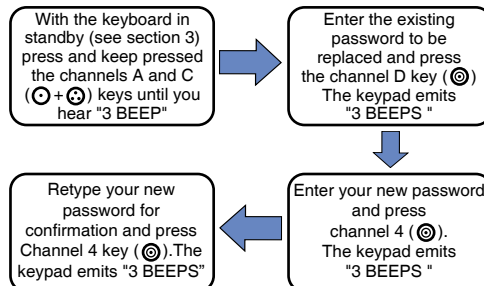 With the keyboard in
standby (see section 3)
press and keep pressed
the channels A and C
(⊙+) keys until you
hear "3 BEEP"
Enter the existing
password to be
replaced and press
the channel D key (◎)
The keypad emits
"3 BEEPS "
Enter your new password
and press
channel 4 (◎).
The keypad emits
"3 BEEPS "
Retype your new
password for
confirmation and press
Channel 4 key (◎).The
keypad emits "3 BEEPS"